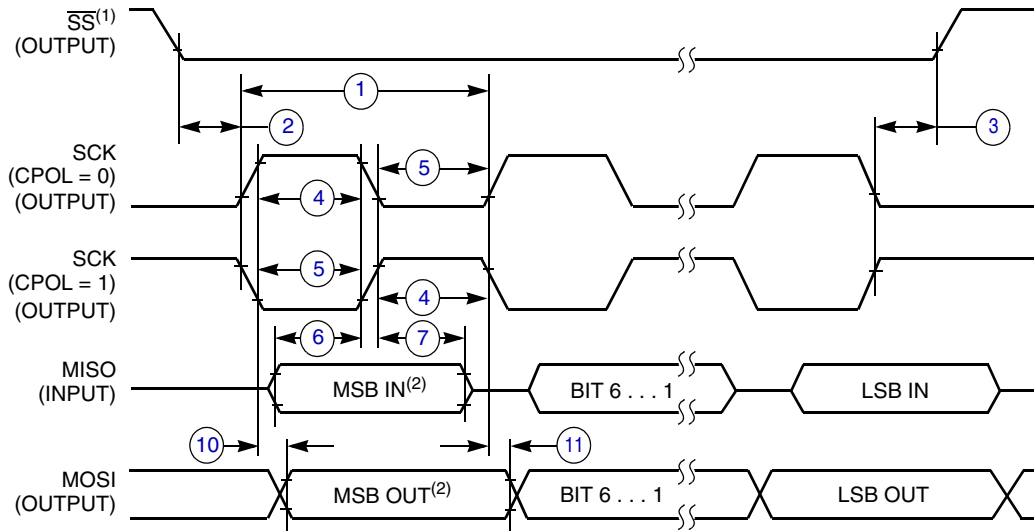 SS(1)
(OUTPUT)
1
2
3
SCK
(CPOL = 0)
(OUTPUT)
5
4
SCK
(CPOL = 1)
(OUTPUT)
5
4
6
7
MISO
(INPUT)
MSB IN(2)
BIT 6 . . . 1
LSB IN
10
11
MOSI
(OUTPUT)
MSB OUT(2)
BIT 6 . . . 1
LSB OUT